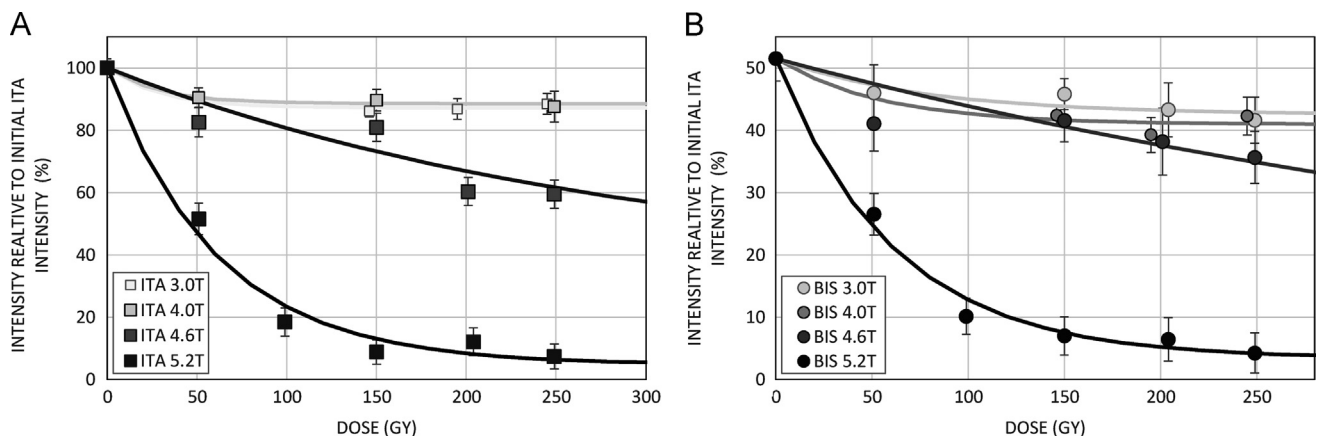 A
INTENSITY REALTIVE TO INITIAL ITA
INTENSITY (%)
100
80
60
40
20
0
ITA 3.0T
ITA 4.0T
ITA 4.6T
ITA 5.2T
0 50 100 150 200 250 300
DOSE (GY)
B
INTENSITY REALTIVE TO INITIAL ITA
INTENSITY (%)
50
40
30
20
10
0
BIS 3.0T
BIS 4.0T
BIS 4.6T
BIS 5.2T
0 50 100 150 200 250
DOSE (GY)